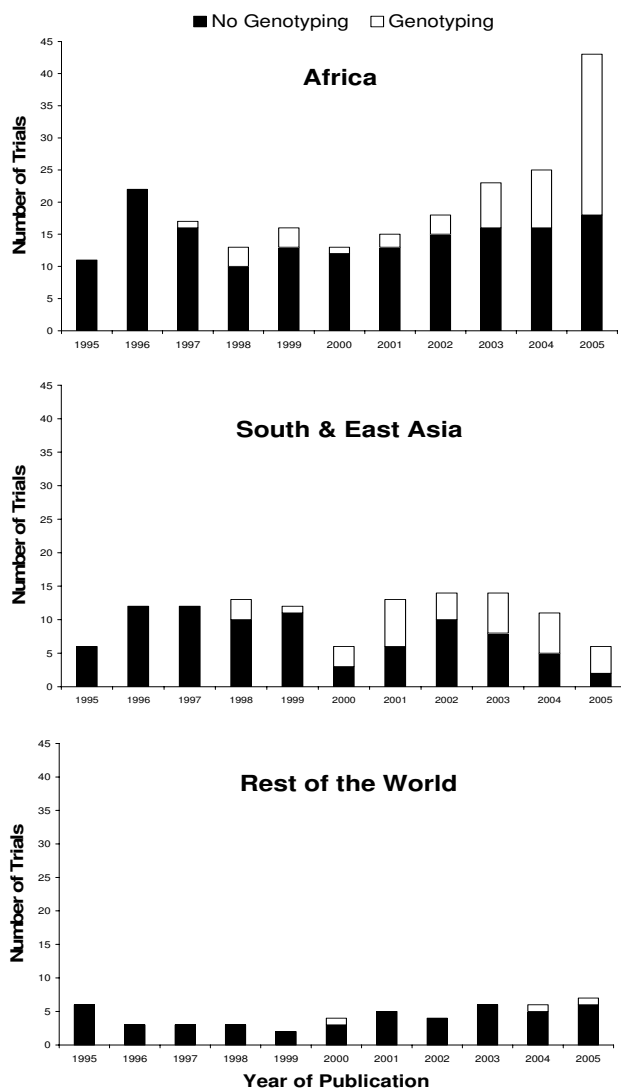 No Genotyping Genotyping
Africa
Number of Trials
45
40
35
30
25
20
15
10
5
0
1995 1996 1997 1998 1999 2000 2001 2002 2003 2004 2005
South & East Asia
Number of Trials
45
40
35
30
25
20
15
10
5
0
1995 1996 1997 1998 1999 2000 2001 2002 2003 2004 2005
Rest of the World
Number of Trials
45
40
35
30
25
20
15
10
5
0
1995 1996 1997 1998 1999 2000 2001 2002 2003 2004 2005
Year of Publication